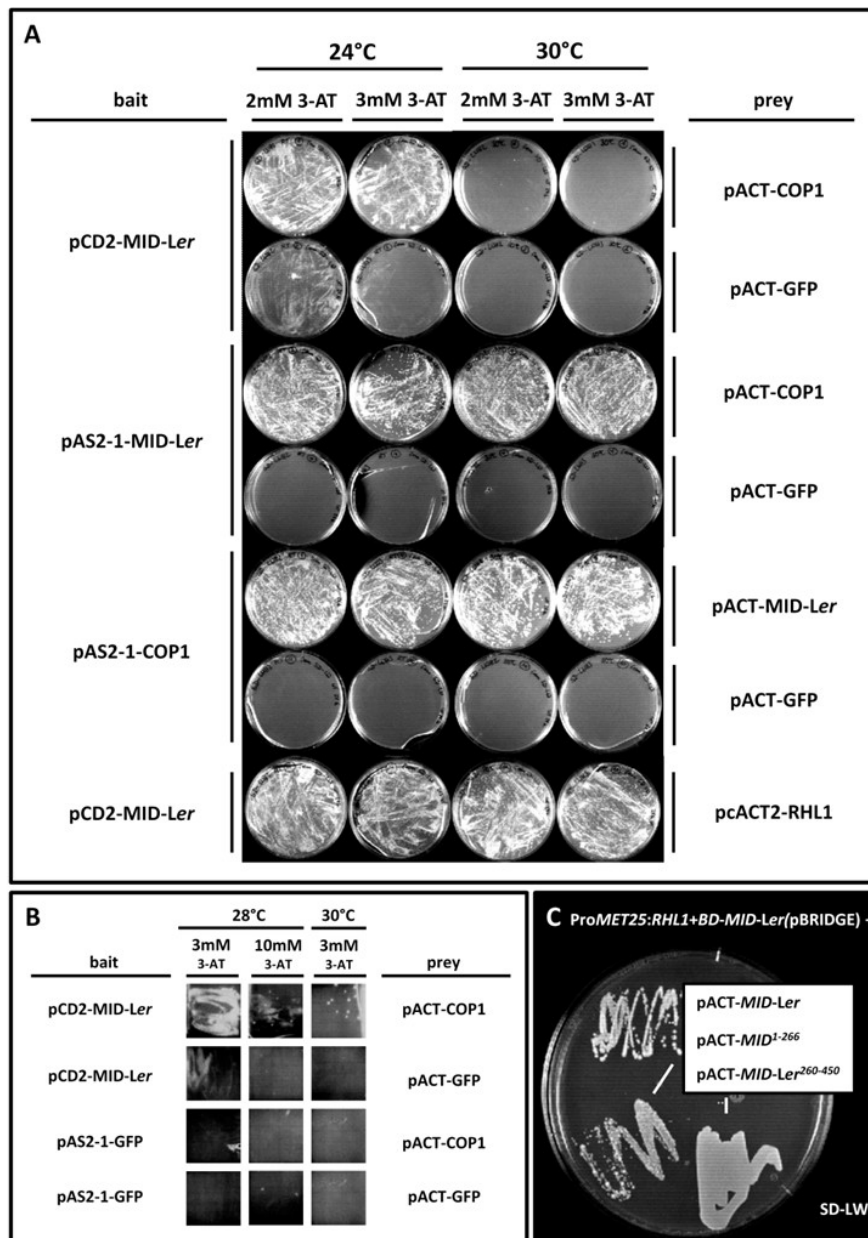 A
24°C 30°C
bait 2mM 3-AT 3mM 3-AT 2mM 3-AT 3mM 3-AT prey
pCD2-MID-Ler pACT-COP1
pACT-GFP
pAS2-1-MID-Ler pACT-COP1
pACT-GFP
pAS2-1-COP1 pACT-MID-Ler
pACT-GFP
pCD2-MID-Ler pcACT2-RHL1
B
28°C 30°C
bait 3mM 3-AT 10mM 3-AT 3mM 3-AT prey
pCD2-MID-Ler pACT-COP1
pCD2-MID-Ler pACT-GFP
pAS2-1-GFP pACT-COP1
pAS2-1-GFP pACT-GFP
C ProMET25:RHL1+BD-MID-Ler(pBRIDGE) -
pACT-MID-Ler
pACT-MID1-266
pACT-MID-Ler260-450
SD-LW